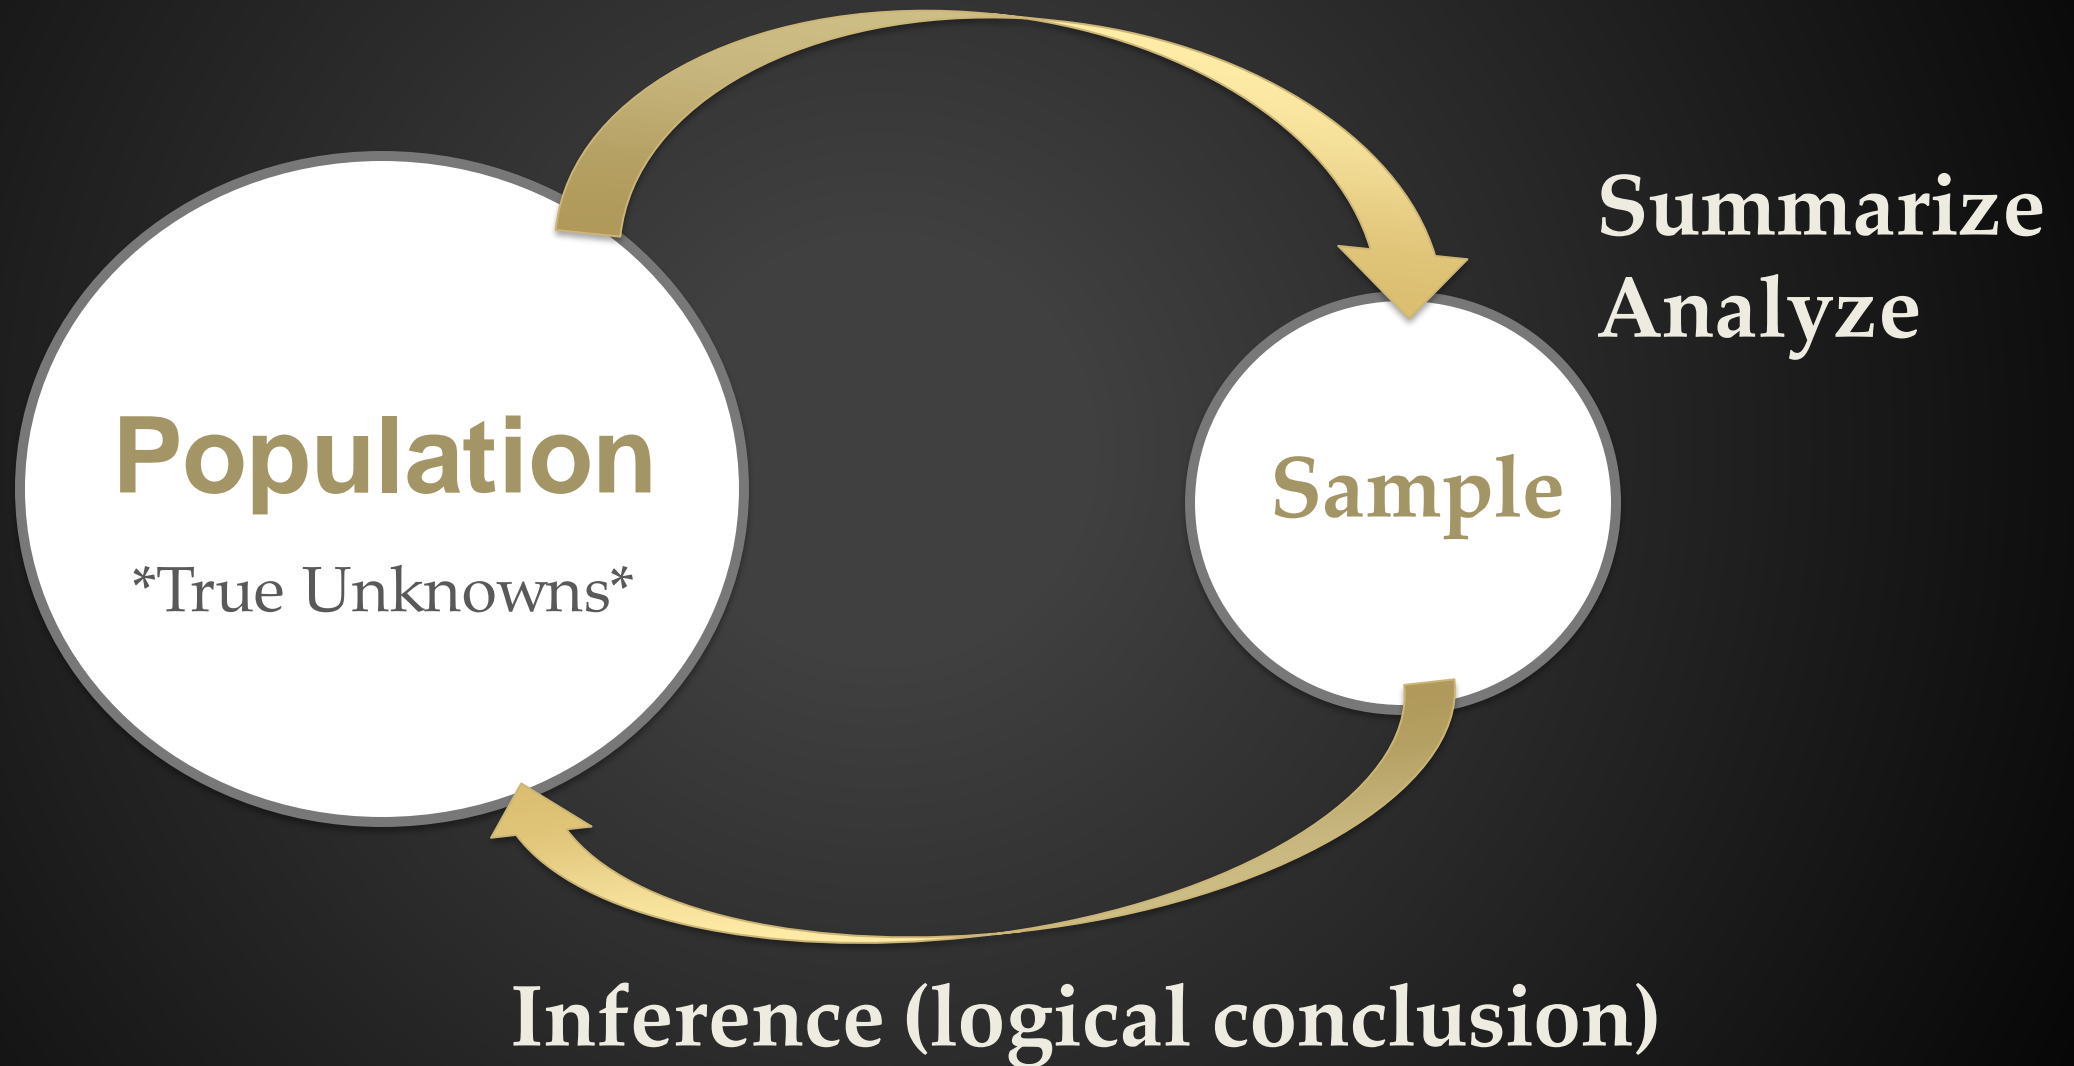 Summarize
Analyze
Population
*True Unknowns*
Sample
Inference (logical conclusion)